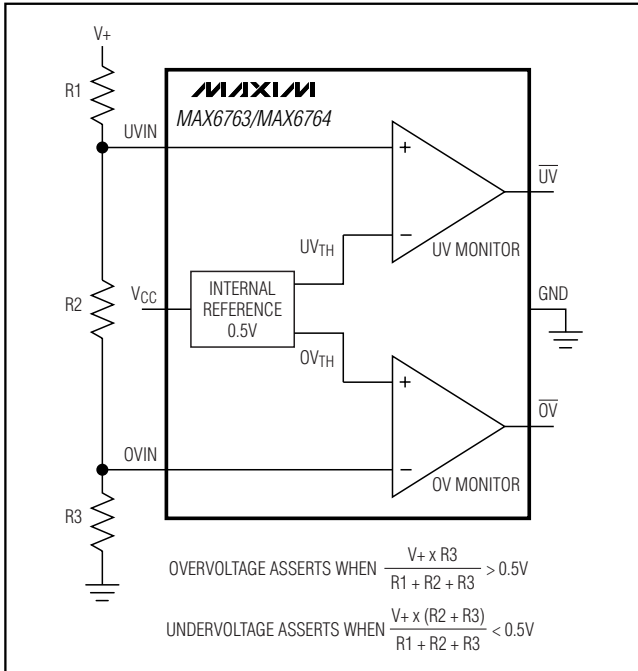 V+
R1
MAXIM
MAX6763/MAX6764
UVIN
+
U̅V̅
−
UV MONITOR
UVTH
R2
VCC
INTERNAL
REFERENCE
0.5V
GND
OVTH
+
O̅V̅
−
OV MONITOR
OVIN
R3
OVERVOLTAGE ASSERTS WHEN V+ x R3 / R1 + R2 + R3 > 0.5V
UNDERVOLTAGE ASSERTS WHEN V+ x (R2 + R3) / R1 + R2 + R3 < 0.5V